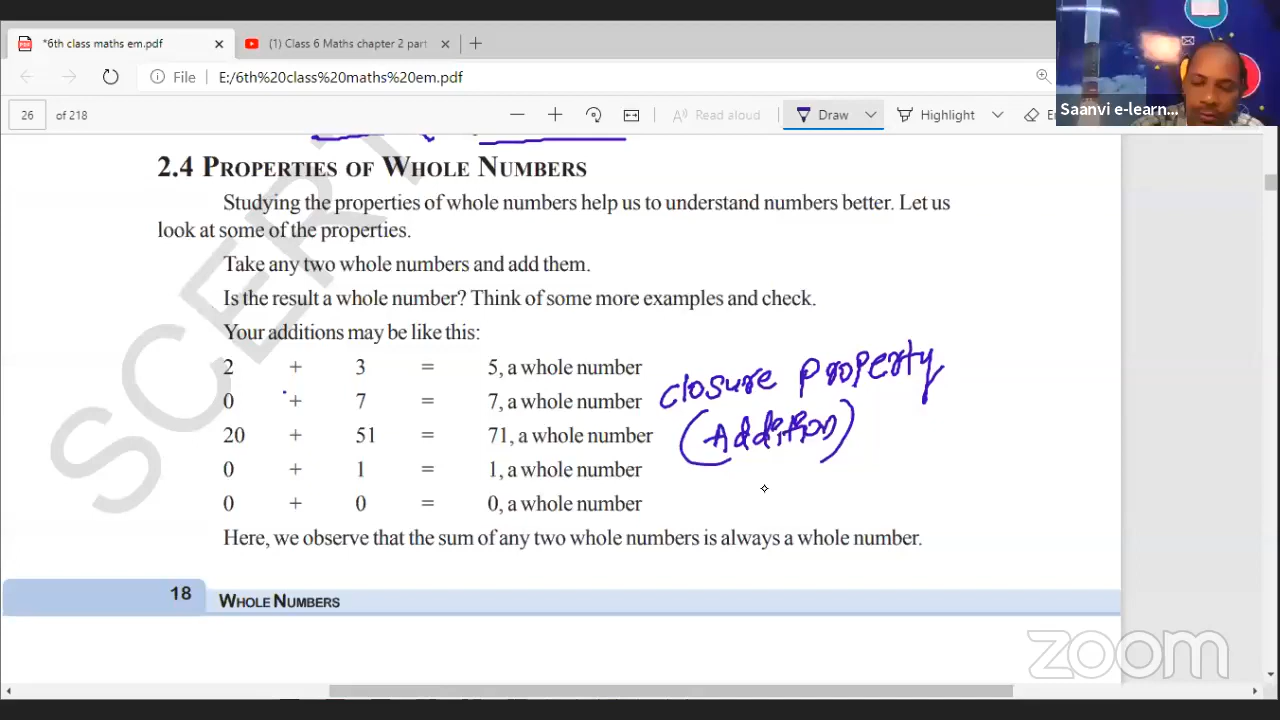 *6th class maths em.pdf
(1) Class 6 Maths chapter 2 part
File
E:/6th%20class%20maths%20em.pdf
Saanvi e-learn...
26 of 218
Read aloud
Draw
Highlight
2.4 PROPERTIES OF WHOLE NUMBERS
Studying the properties of whole numbers help us to understand numbers better. Let us
look at some of the properties.
Take any two whole numbers and add them.
Is the result a whole number? Think of some more examples and check.
Your additions may be like this:
2 + 3 = 5, a whole number
0 + 7 = 7, a whole number
20 + 51 = 71, a whole number
0 + 1 = 1, a whole number
0 + 0 = 0, a whole number
closure property
(Addition)
Here, we observe that the sum of any two whole numbers is always a whole number.
18 WHOLE NUMBERS
SCERT
zoom